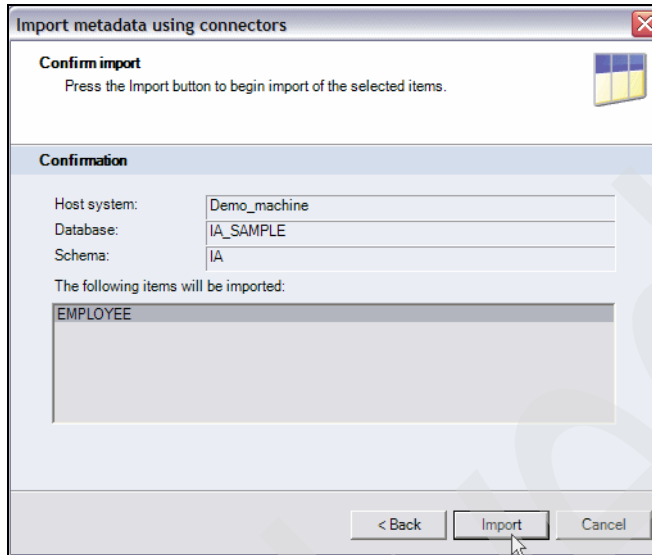 Import metadata using connectors
Confirm import
Press the Import button to begin import of the selected items.
Confirmation
Host system: Demo_machine
Database: IA_SAMPLE
Schema: IA
The following items will be imported:
EMPLOYEE
< Back Import Cancel